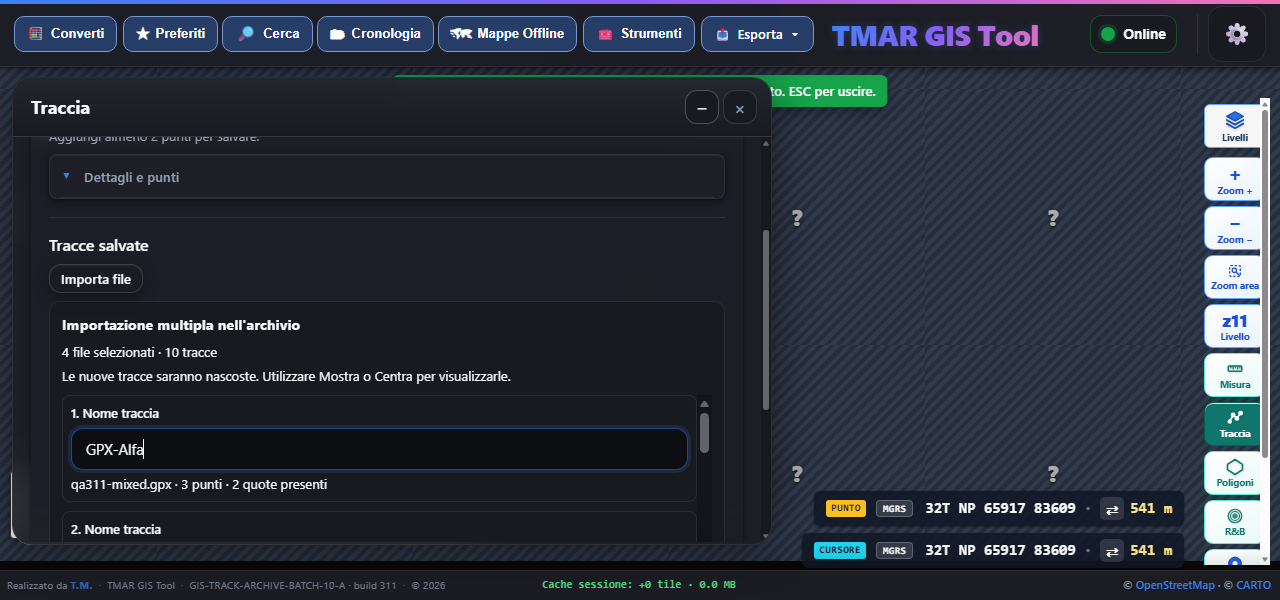 Converti
Preferiti
Cerca
Cronologia
Mappe Offline
Strumenti
Esporta
TMAR GIS Tool
Online
to. ESC per uscire.
Traccia
Aggiungi almeno 2 punti per salvare.
Dettagli e punti
Tracce salvate
Importa file
Importazione multipla nell'archivio
4 file selezionati · 10 tracce
Le nuove tracce saranno nascoste. Utilizzare Mostra o Centra per visualizzarle.
1. Nome traccia
GPX-Alfa
qa311-mixed.gpx · 3 punti · 2 quote presenti
2. Nome traccia
? ?
? ?
Livelli
+
Zoom +
−
Zoom −
Zoom area
z11
Livello
Misura
Traccia
Poligoni
R&B
PUNTO MGRS 32T NP 65917 83609 • ⇄ 541 m
CURSORE MGRS 32T NP 65917 83609 • ⇄ 541 m
Realizzato da T.M. · TMAR GIS Tool · GIS-TRACK-ARCHIVE-BATCH-10-A · build 311 · © 2026
Cache sessione: +0 tile · 0.0 MB
© OpenStreetMap · © CARTO